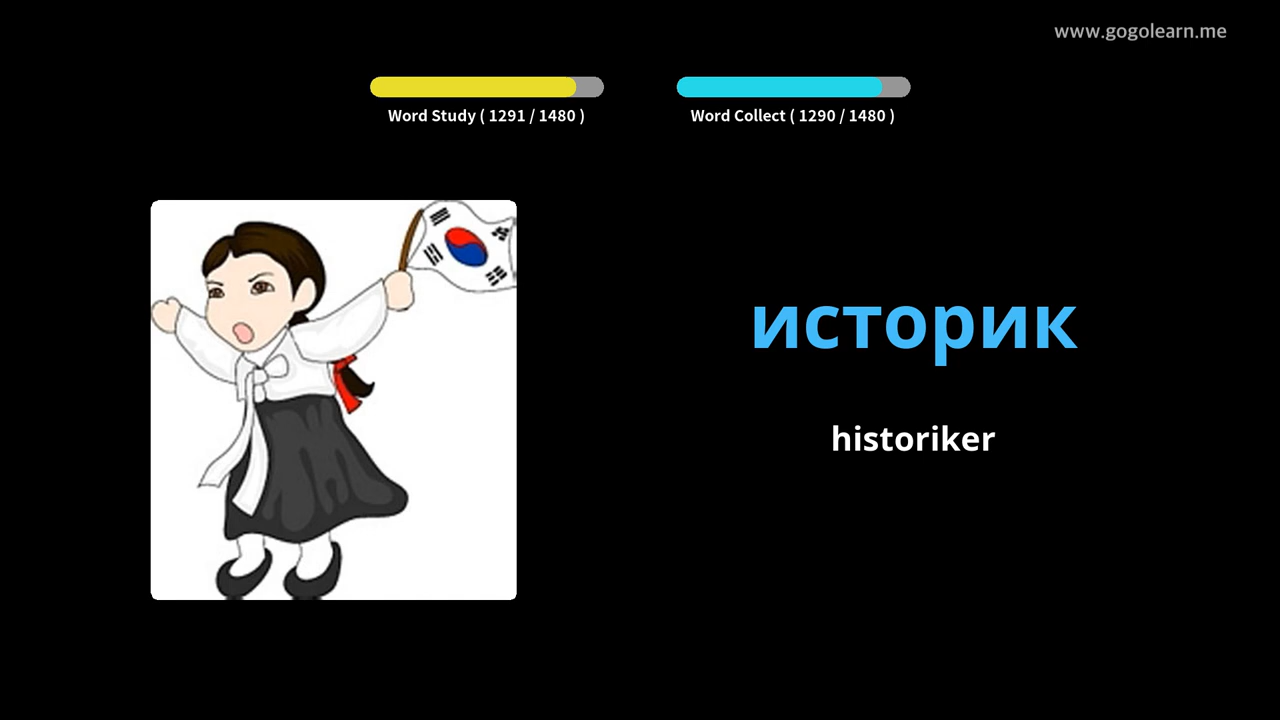 www.gogolearn.me
Word Study ( 1291 / 1480 )
Word Collect ( 1290 / 1480 )
историк
historiker